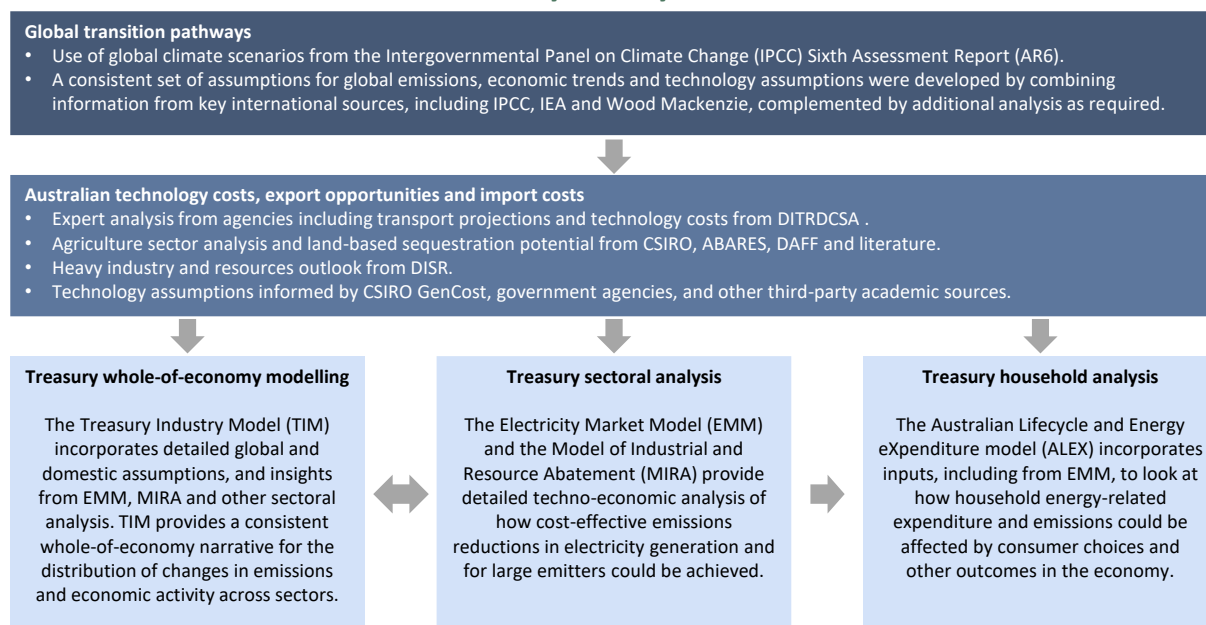 Global transition pathways
• Use of global climate scenarios from the Intergovernmental Panel on Climate Change (IPCC) Sixth Assessment Report (AR6).
• A consistent set of assumptions for global emissions, economic trends and technology assumptions were developed by combining
information from key international sources, including IPCC, IEA and Wood Mackenzie, complemented by additional analysis as required.
Australian technology costs, export opportunities and import costs
• Expert analysis from agencies including transport projections and technology costs from DITRDCSA .
• Agriculture sector analysis and land-based sequestration potential from CSIRO, ABARES, DAFF and literature.
• Heavy industry and resources outlook from DISR.
• Technology assumptions informed by CSIRO GenCost, government agencies, and other third-party academic sources.
Treasury whole-of-economy modelling
The Treasury Industry Model (TIM)
incorporates detailed global and
domestic assumptions, and insights
from EMM, MIRA and other sectoral
analysis. TIM provides a consistent
whole-of-economy narrative for the
distribution of changes in emissions
and economic activity across sectors.
Treasury sectoral analysis
The Electricity Market Model (EMM)
and the Model of Industrial and
Resource Abatement (MIRA) provide
detailed techno-economic analysis of
how cost-effective emissions
reductions in electricity generation and
for large emitters could be achieved.
Treasury household analysis
The Australian Lifecycle and Energy
eXpenditure model (ALEX) incorporates
inputs, including from EMM, to look at
how household energy-related
expenditure and emissions could be
affected by consumer choices and
other outcomes in the economy.